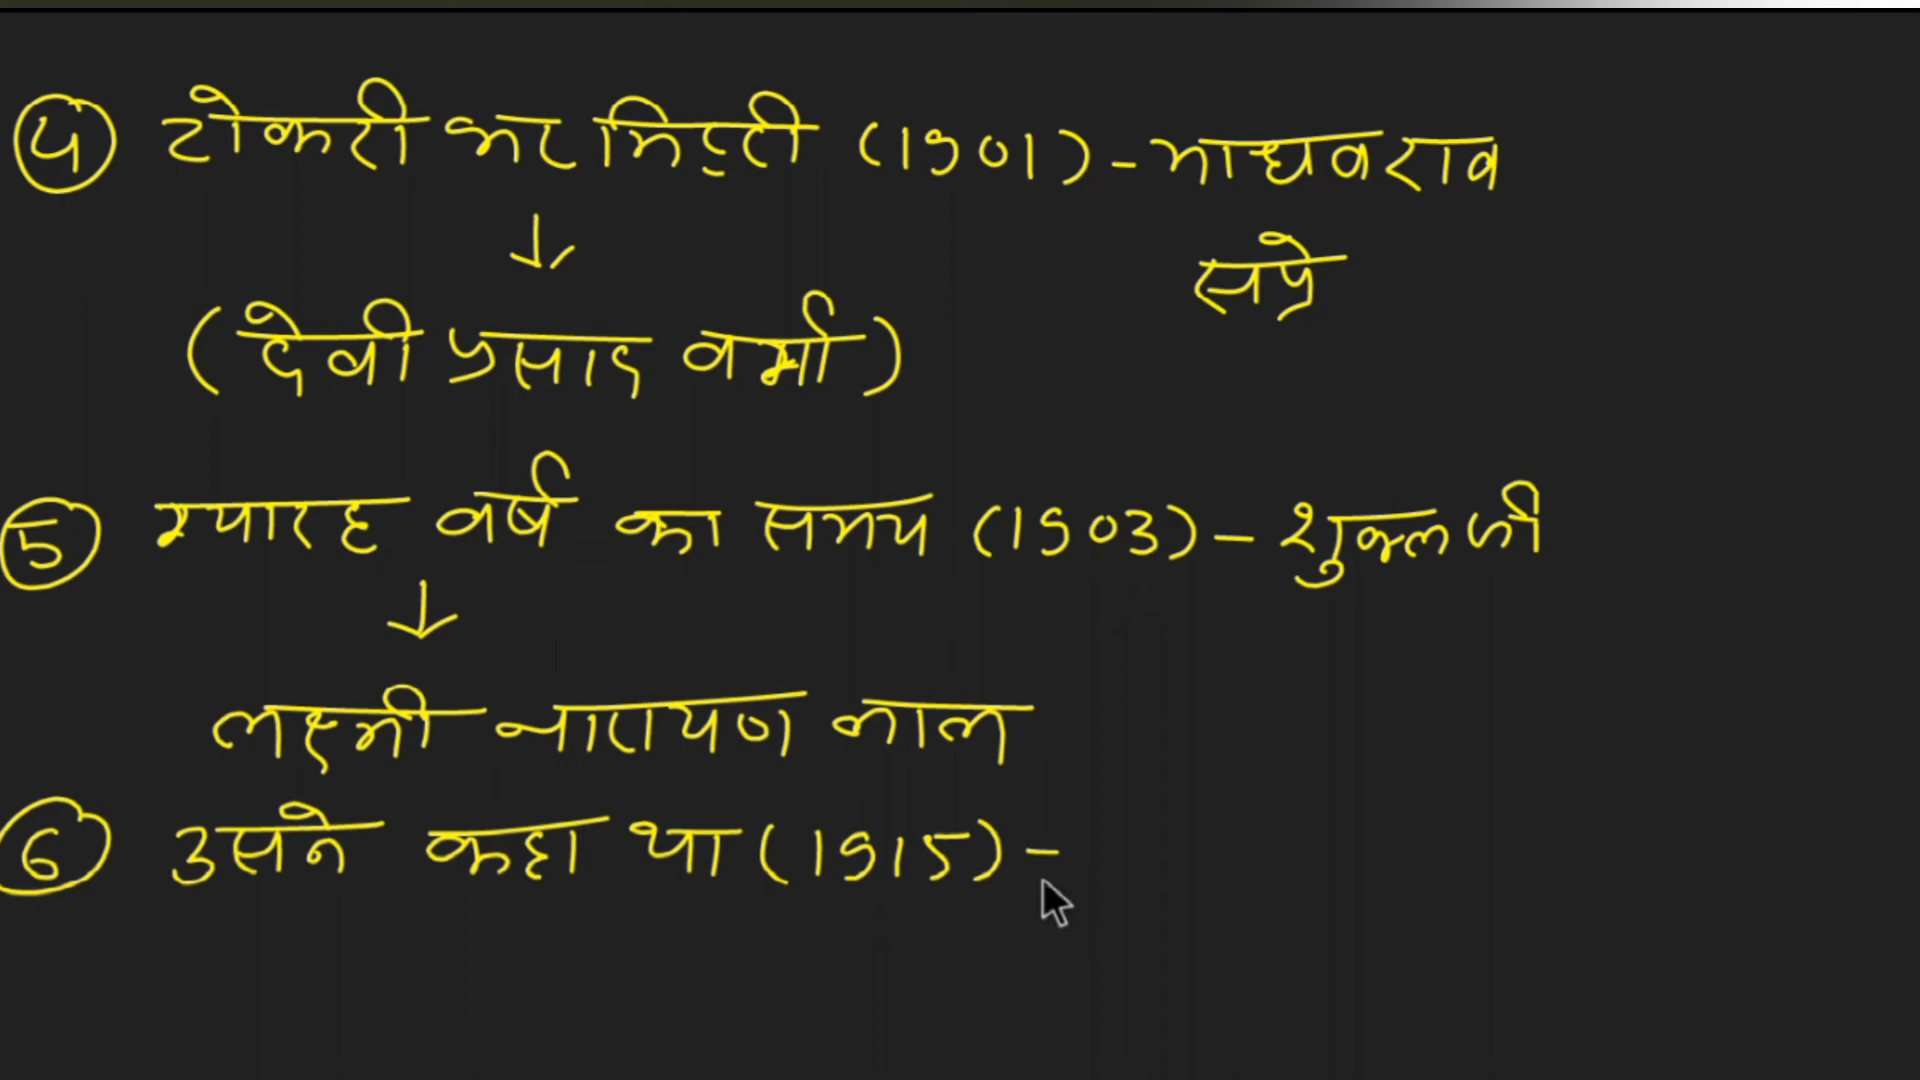 ④ टोकरी भर मिट्टी (1901) - माधवराव
सप्रे
↓
(देवी प्रसाद वर्मा)
⑤ ग्यारह वर्ष का समय (1903) - शुक्ल जी
↓
लक्ष्मी नारायण लाल
⑥ उसने कहा था (1915) -